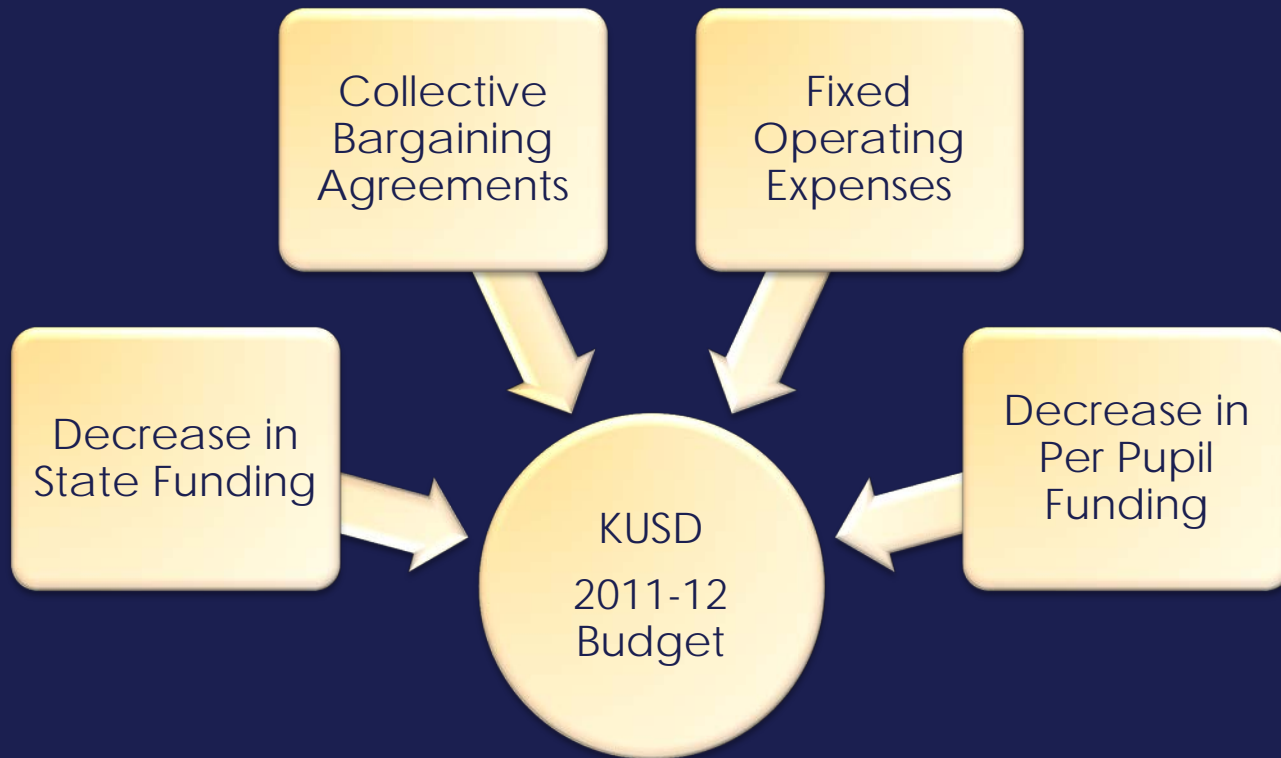 Collective
Bargaining
Agreements
Fixed
Operating
Expenses
Decrease in
State Funding
Decrease in
Per Pupil
Funding
KUSD
2011-12
Budget